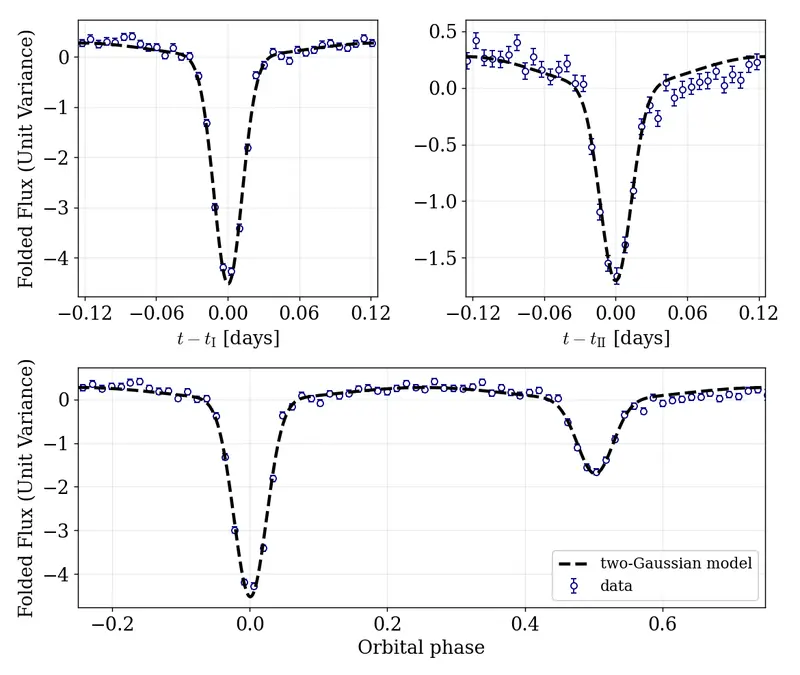 Folded Flux (Unit Variance)
0
−1
−2
−3
−4
−0.12 −0.06 0.00 0.06 0.12
t − tI [days]
0.5
0.0
−0.5
−1.0
−1.5
−0.12 −0.06 0.00 0.06 0.12
t − tII [days]
Folded Flux (Unit Variance)
0
−1
−2
−3
−4
−0.2 0.0 0.2 0.4 0.6
Orbital phase
two-Gaussian model
data